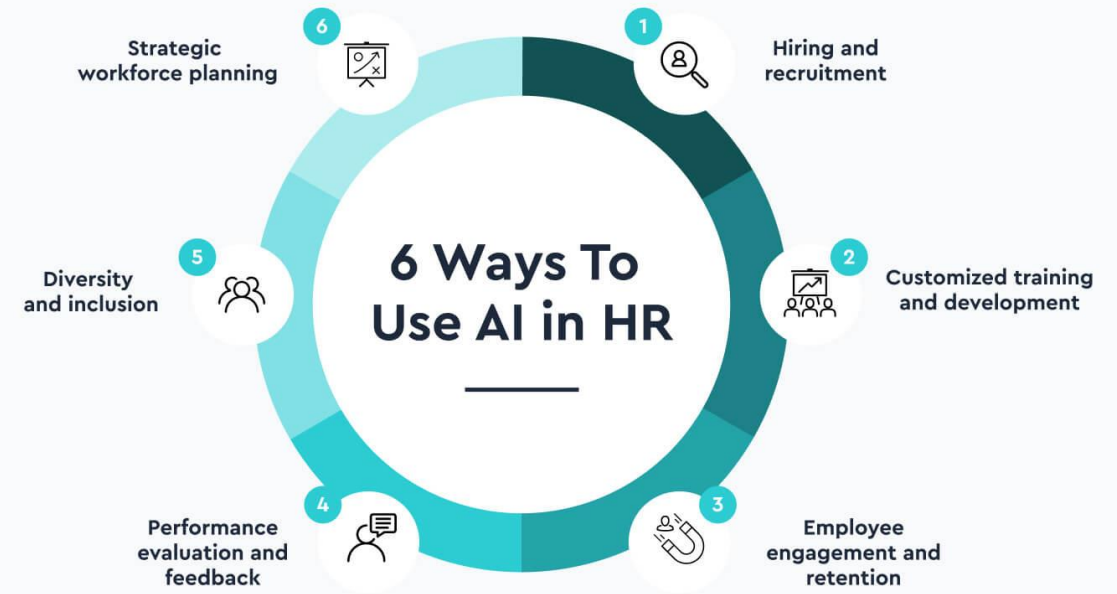 6 Ways To
Use AI in HR
1
Hiring and
recruitment
2
Customized training
and development
3
Employee
engagement and
retention
4
Performance
evaluation and
feedback
5
Diversity
and inclusion
6
Strategic
workforce planning